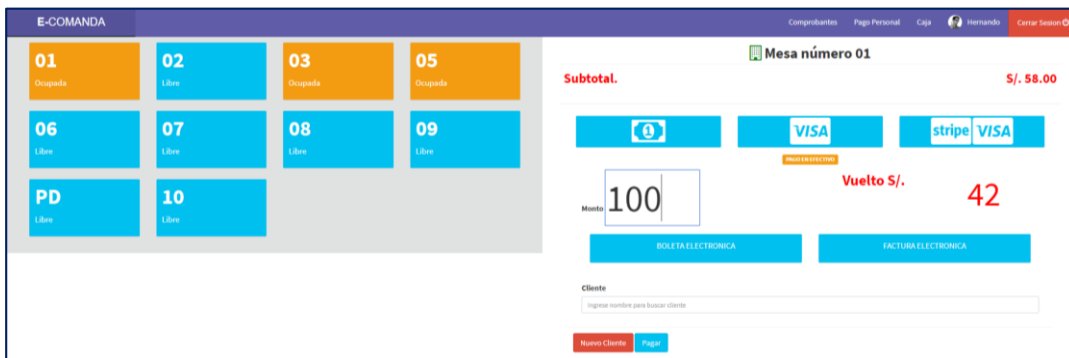 E-COMANDA
Comprobantes Pago Personal Caja Hernando Cerrar Sesion
01
Ocupada
02
Libre
03
Ocupada
05
Ocupada
06
Libre
07
Libre
08
Libre
09
Libre
PD
Libre
10
Libre
Mesa número 01
Subtotal. S/. 58.00
1
VISA
stripe VISA
PAGO EN EFECTIVO
Monto 100
Vuelto S/. 42
BOLETA ELECTRONICA
FACTURA ELECTRONICA
Cliente
Ingrese nombre para buscar cliente
Nuevo Cliente Pagar